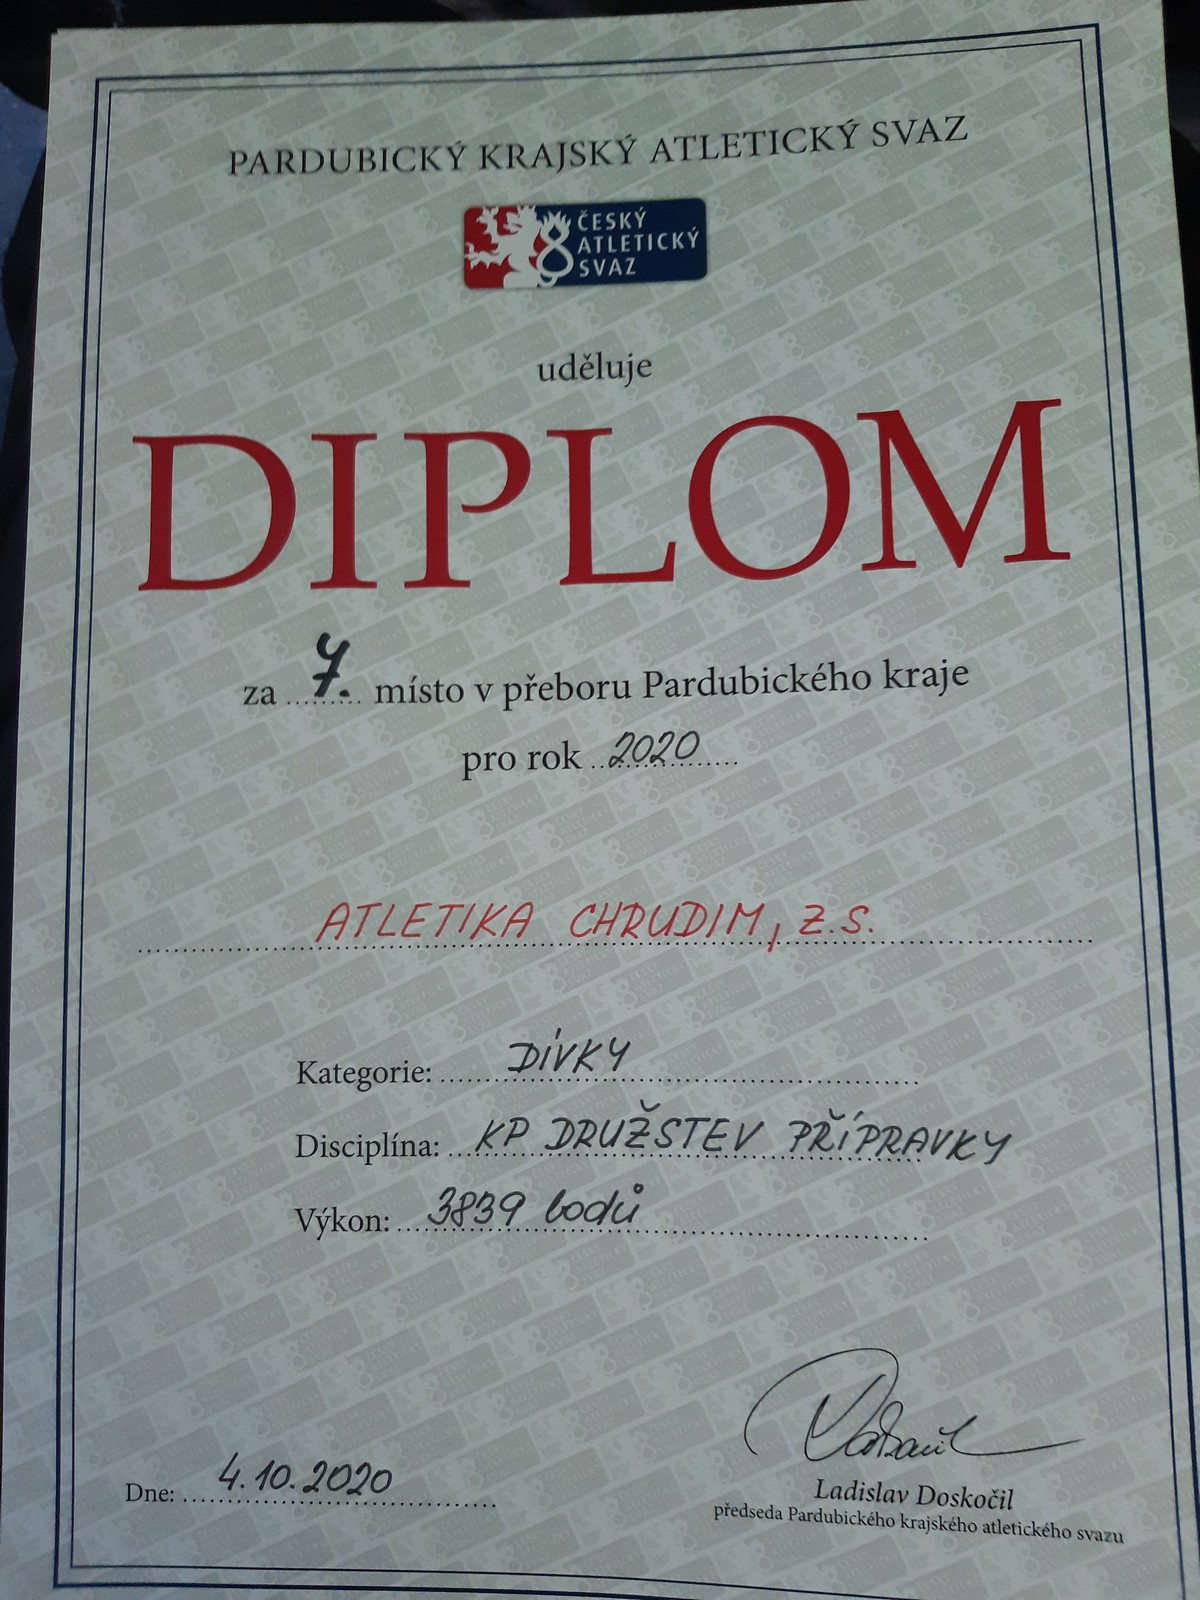 PARDUBICKÝ KRAJSKÝ ATLETICKÝ SVAZ
ČESKÝ
ATLETICKÝ
SVAZ
uděluje
DIPLOM
za 7. místo v přeboru Pardubického kraje
pro rok 2020
ATLETIKA CHRUDIM, Z.S.
Kategorie: DÍVKY
Disciplína: KP DRUŽSTEV PŘÍPRAVKY
Výkon: 3839 bodů
Dne: 4.10.2020
Ladislav Doskočil
předseda Pardubického krajského atletického svazu